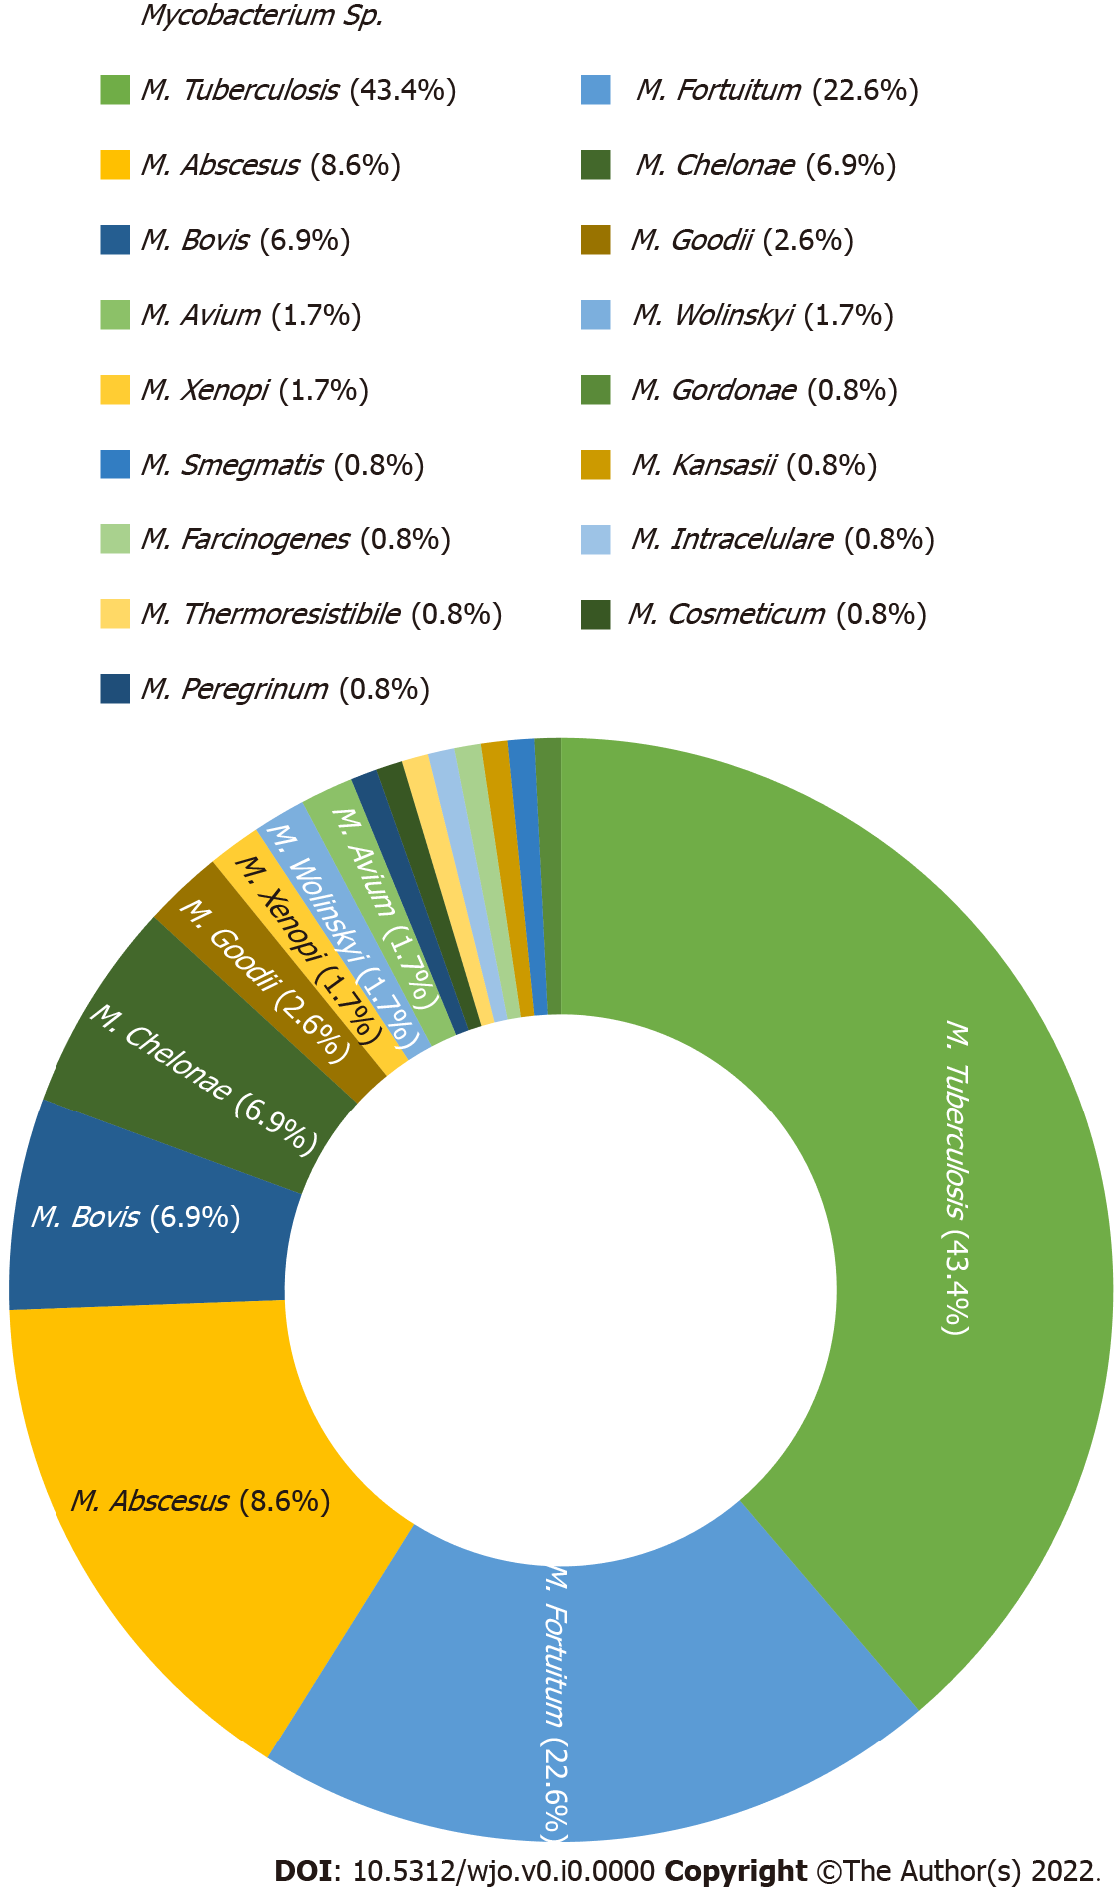 Mycobacterium Sp.
M. Tuberculosis (43.4%) M. Fortuitum (22.6%)
M. Abscesus (8.6%) M. Chelonae (6.9%)
M. Bovis (6.9%) M. Goodii (2.6%)
M. Avium (1.7%) M. Wolinskyi (1.7%)
M. Xenopi (1.7%) M. Gordonae (0.8%)
M. Smegmatis (0.8%) M. Kansasii (0.8%)
M. Farcinogenes (0.8%) M. Intracelulare (0.8%)
M. Thermoresistibile (0.8%) M. Cosmeticum (0.8%)
M. Peregrinum (0.8%)
M. Avium (1.7%)
M. Wolinskyi (1.7%)
M. Xenopi (1.7%)
M. Goodii (2.6%)
M. Chelonae (6.9%)
M. Bovis (6.9%)
M. Abscesus (8.6%)
M. Fortuitum (22.6%)
M. Tuberculosis (43.4%)
DOI: 10.5312/wjo.v0.i0.0000 Copyright ©The Author(s) 2022.